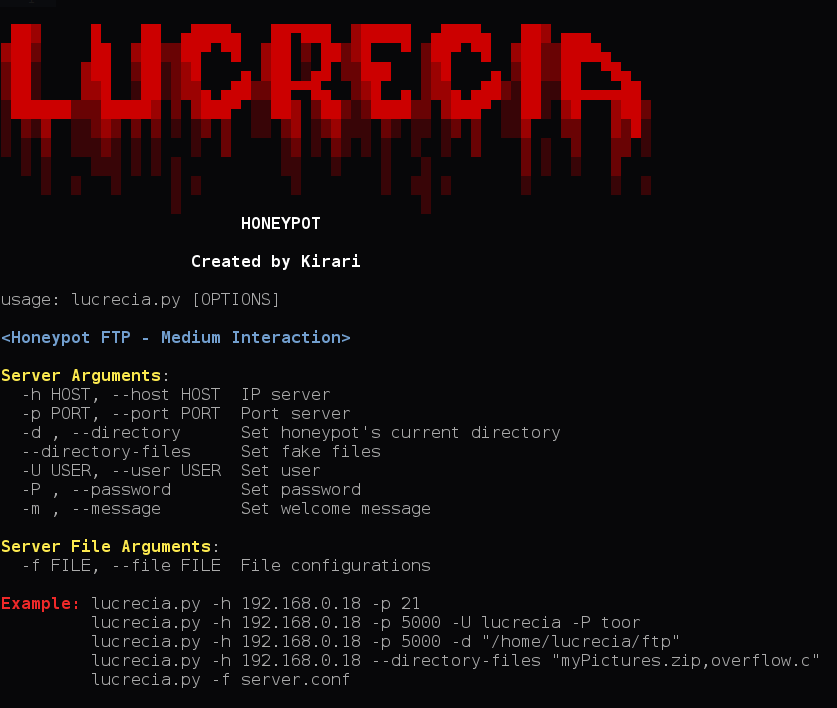 LUCRECIA
HONEYPOT
Created by Kirari
usage: lucrecia.py [OPTIONS]
<Honeypot FTP - Medium Interaction>
Server Arguments:
-h HOST, --host HOST  IP server
-p PORT, --port PORT  Port server
-d , --directory      Set honeypot's current directory
--directory-files     Set fake files
-U USER, --user USER  Set user
-P , --password       Set password
-m , --message        Set welcome message
Server File Arguments:
-f FILE, --file FILE  File configurations
Example: lucrecia.py -h 192.168.0.18 -p 21
lucrecia.py -h 192.168.0.18 -p 5000 -U lucrecia -P toor
lucrecia.py -h 192.168.0.18 -p 5000 -d "/home/lucrecia/ftp"
lucrecia.py -h 192.168.0.18 --directory-files "myPictures.zip,overflow.c"
lucrecia.py -f server.conf